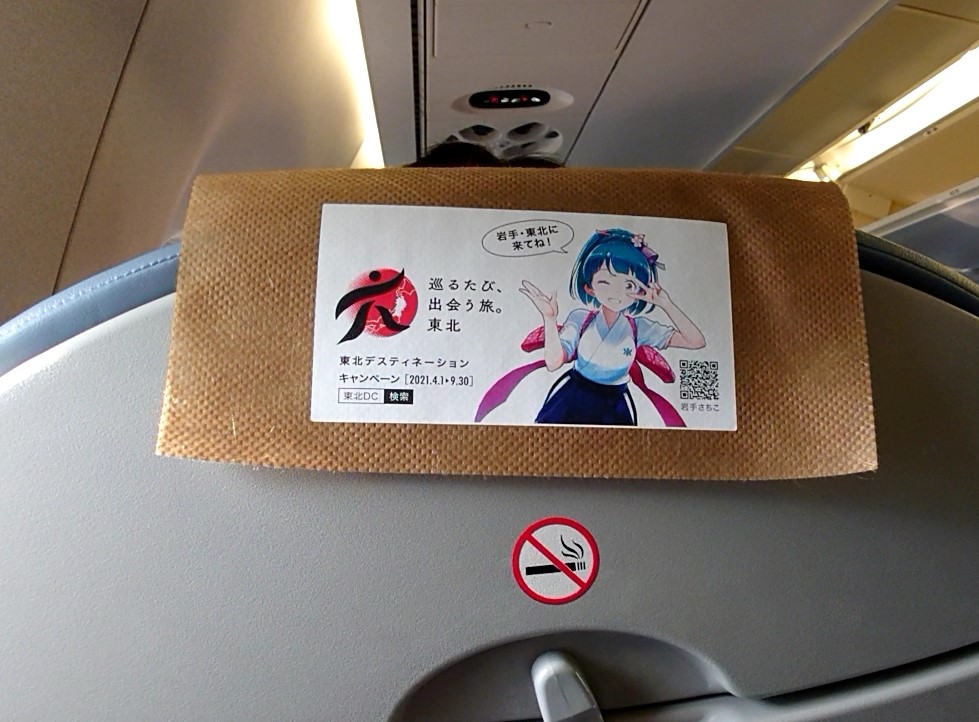 岩手・東北に
来てね!
巡るたび、
出会う旅。
東北
東北デスティネーション
キャンペーン [2021.4.1▸9.30]
東北DC 検索
岩手さちこ